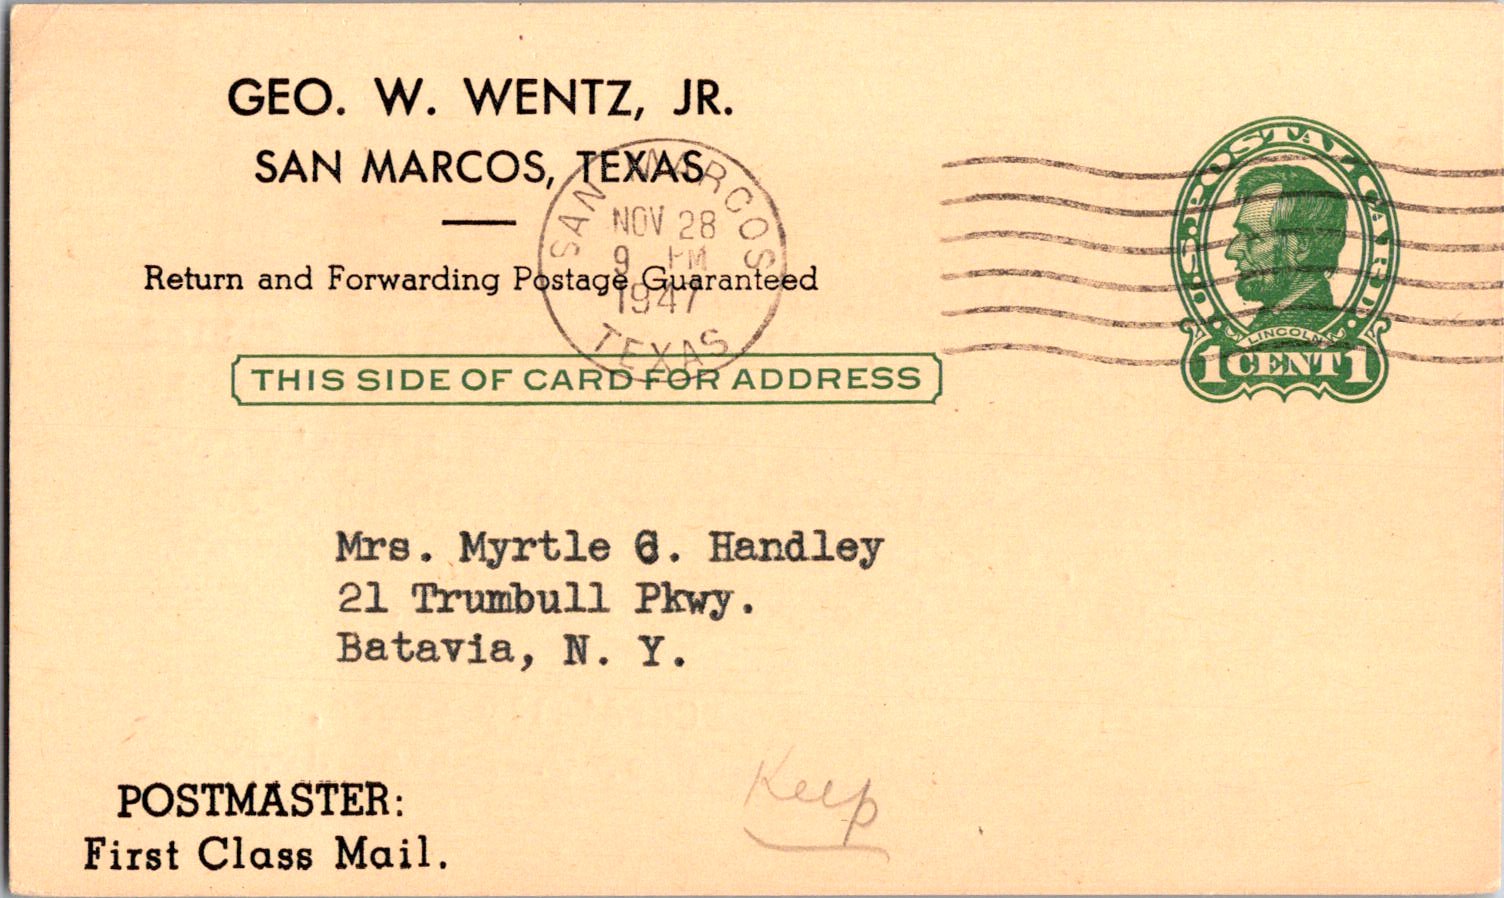 GEO. W. WENTZ, JR.
SAN MARCOS, TEXAS
Return and Forwarding Postage Guaranteed
SAN MARCOS
NOV 28
9 PM
1947
TEXAS
U.S. POSTAL CARD
LINCOLN
1 CENT 1
THIS SIDE OF CARD FOR ADDRESS
Mrs. Myrtle G. Handley
21 Trumbull Pkwy.
Batavia, N. Y.
Keep
POSTMASTER:
First Class Mail.